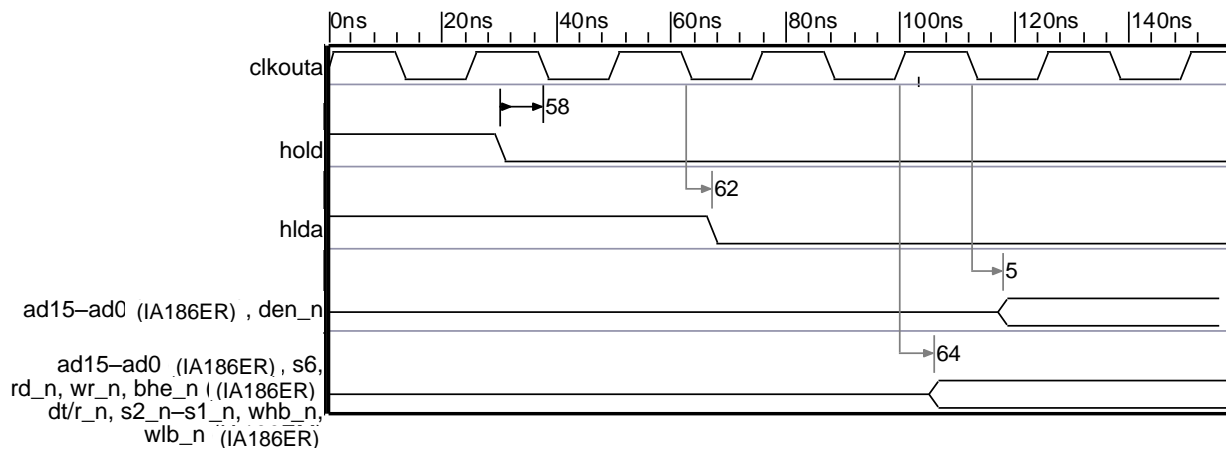 0ns 20ns 40ns 60ns 80ns 100ns 120ns 140ns
clkouta
58
hold
62
hlda
5
ad15–ad0 (IA186ER) , den_n
64
ad15–ad0 (IA186ER) , s6,
rd_n, wr_n, bhe_n ( (IA186ER)
dt/r_n, s2_n–s1_n, whb_n,
wlb_n (IA186ER)